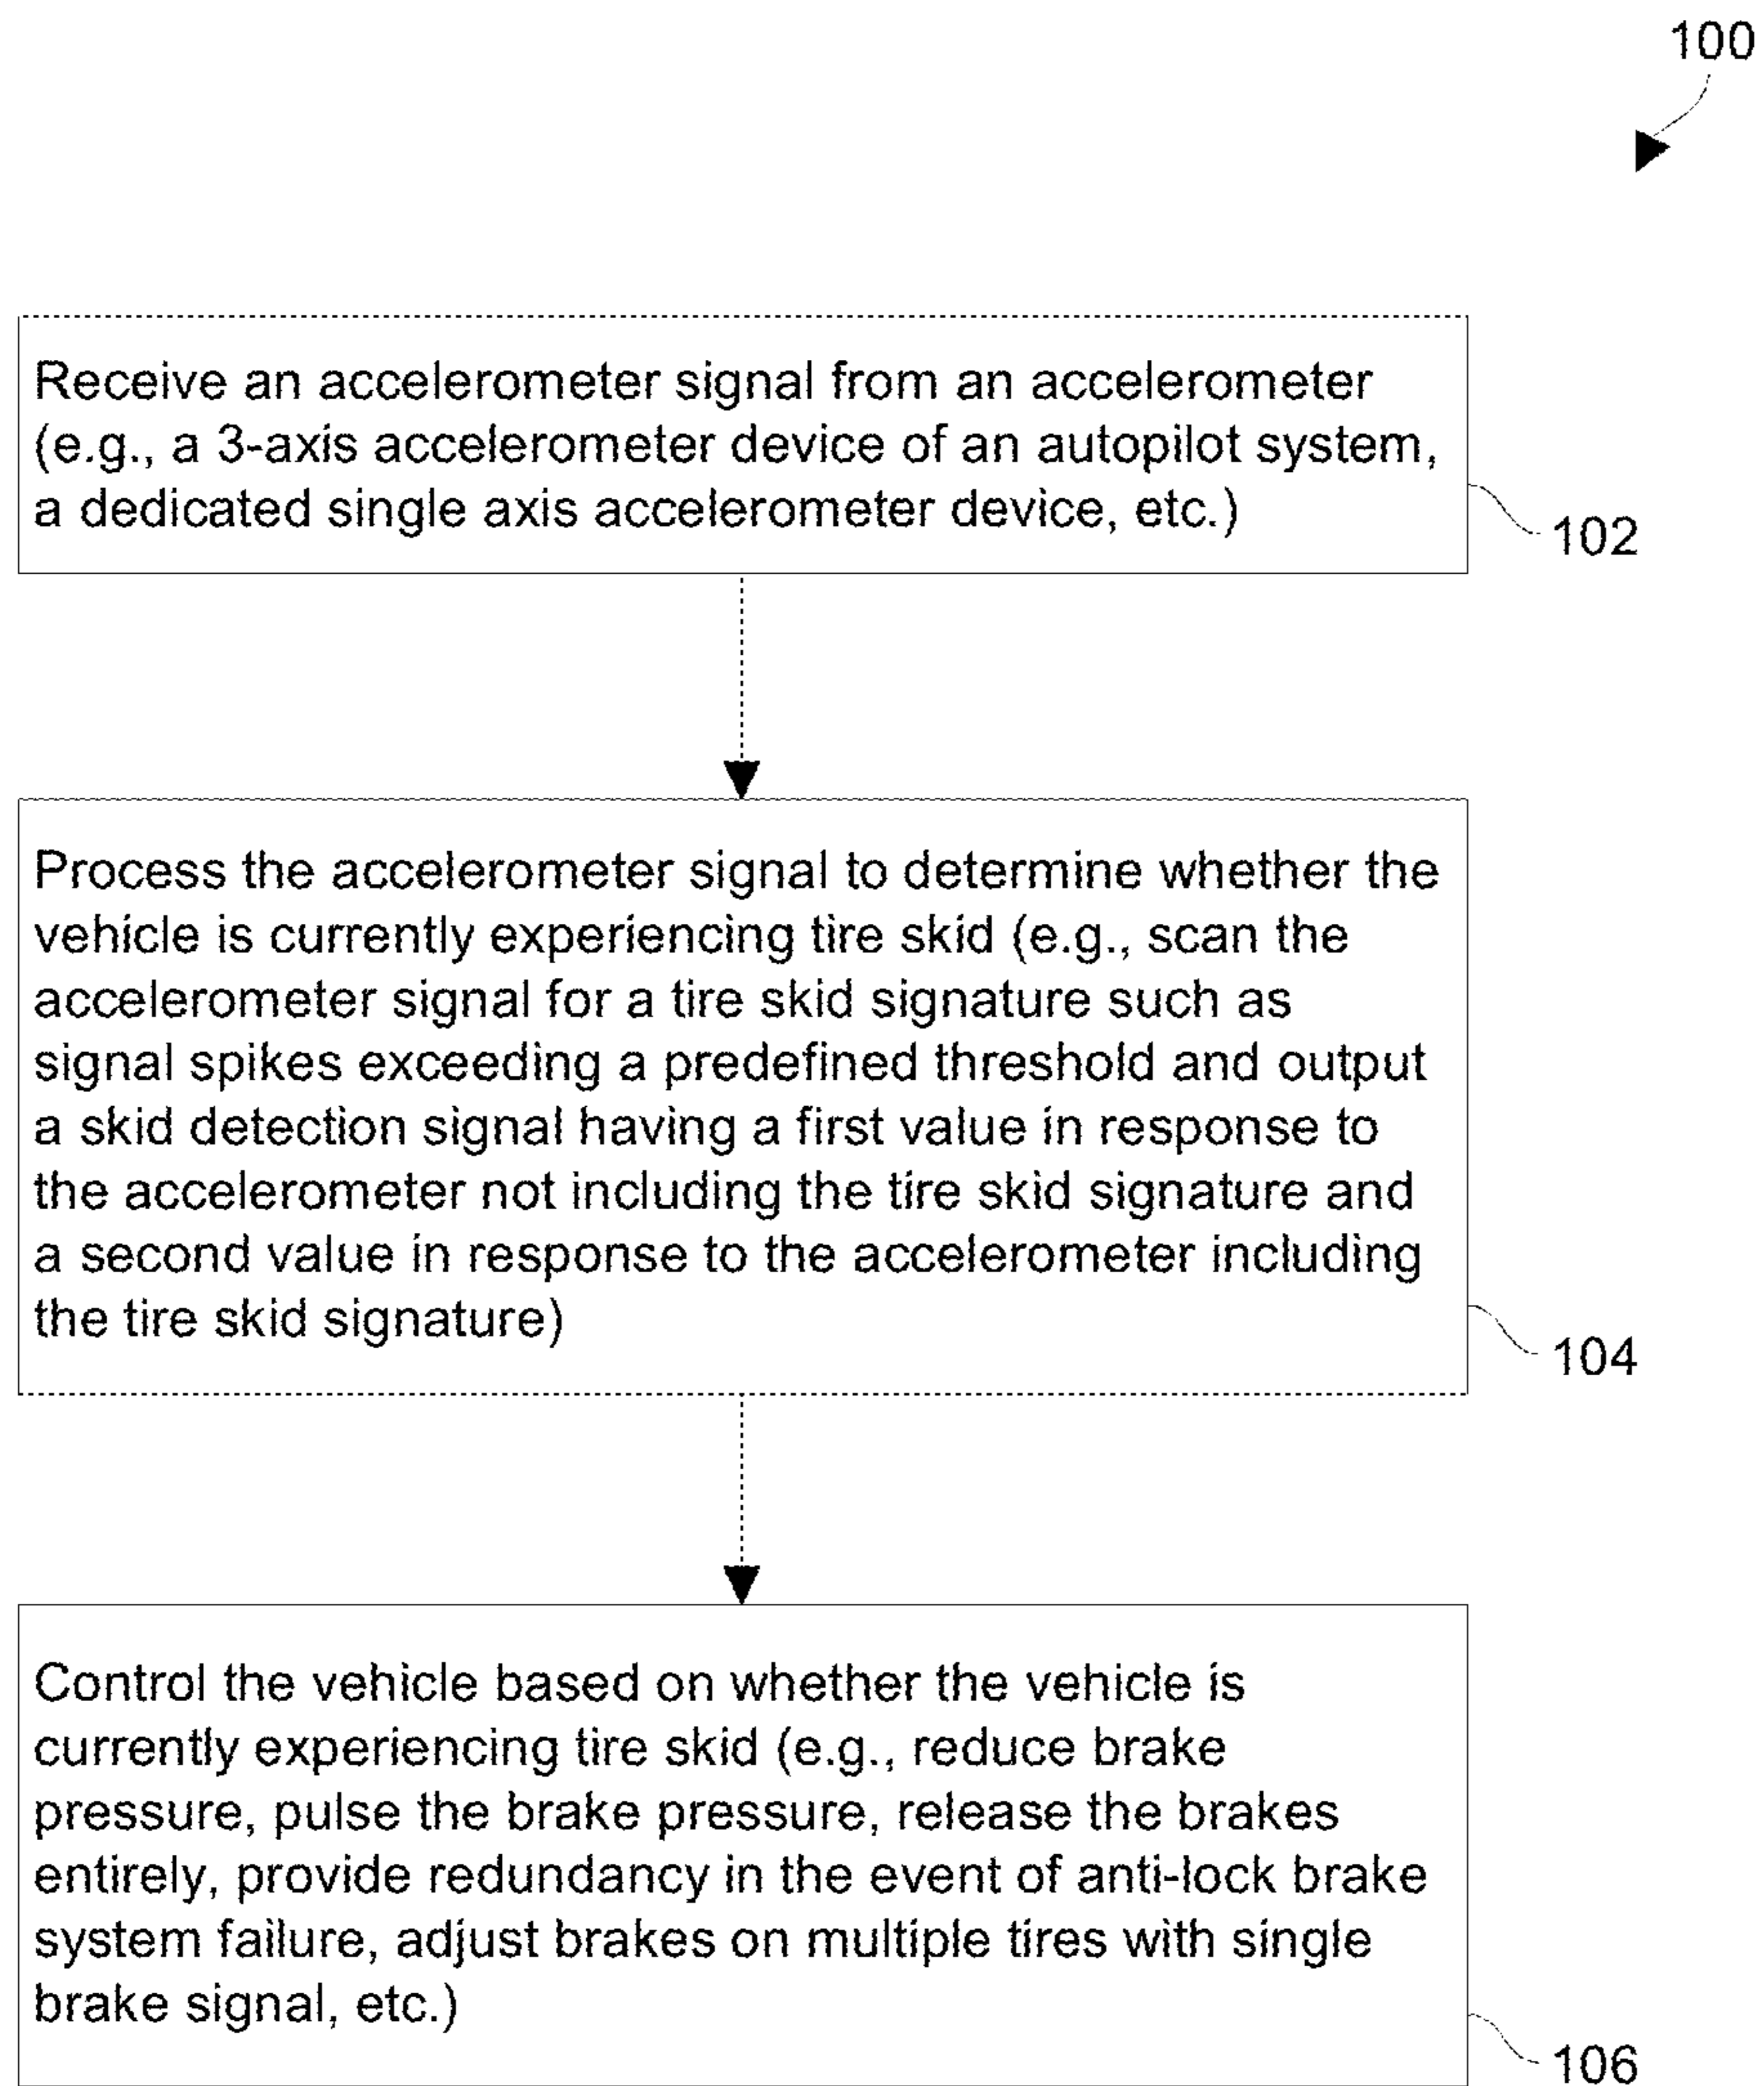 100
Receive an accelerometer signal from an accelerometer
(e.g., a 3-axis accelerometer device of an autopilot system,
a dedicated single axis accelerometer device, etc.)
102
Process the accelerometer signal to determine whether the
vehicle is currently experiencing tire skid (e.g., scan the
accelerometer signal for a tire skid signature such as
signal spikes exceeding a predefined threshold and output
a skid detection signal having a first value in response to
the accelerometer not including the tire skid signature and
a second value in response to the accelerometer including
the tire skid signature)
104
Control the vehicle based on whether the vehicle is
currently experiencing tire skid (e.g., reduce brake
pressure, pulse the brake pressure, release the brakes
entirely, provide redundancy in the event of anti-lock brake
system failure, adjust brakes on multiple tires with single
brake signal, etc.)
106